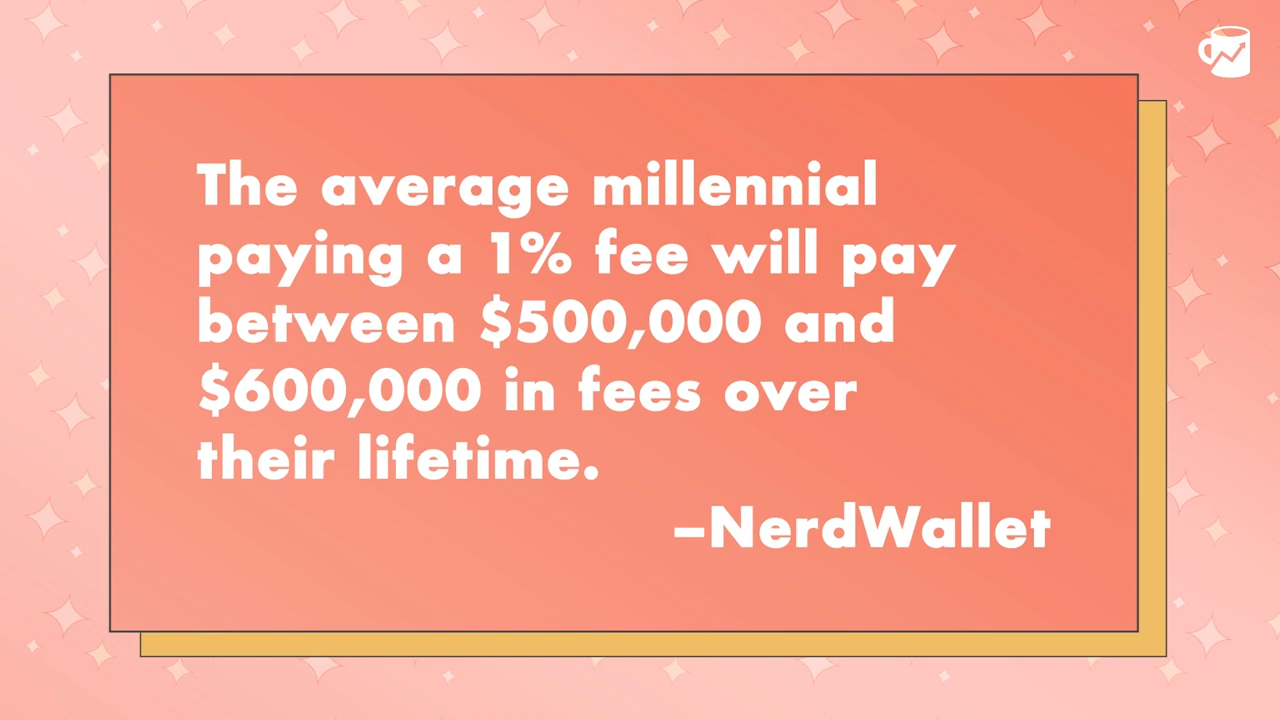 The average millennial
paying a 1% fee will pay
between $500,000 and
$600,000 in fees over
their lifetime.
–NerdWallet